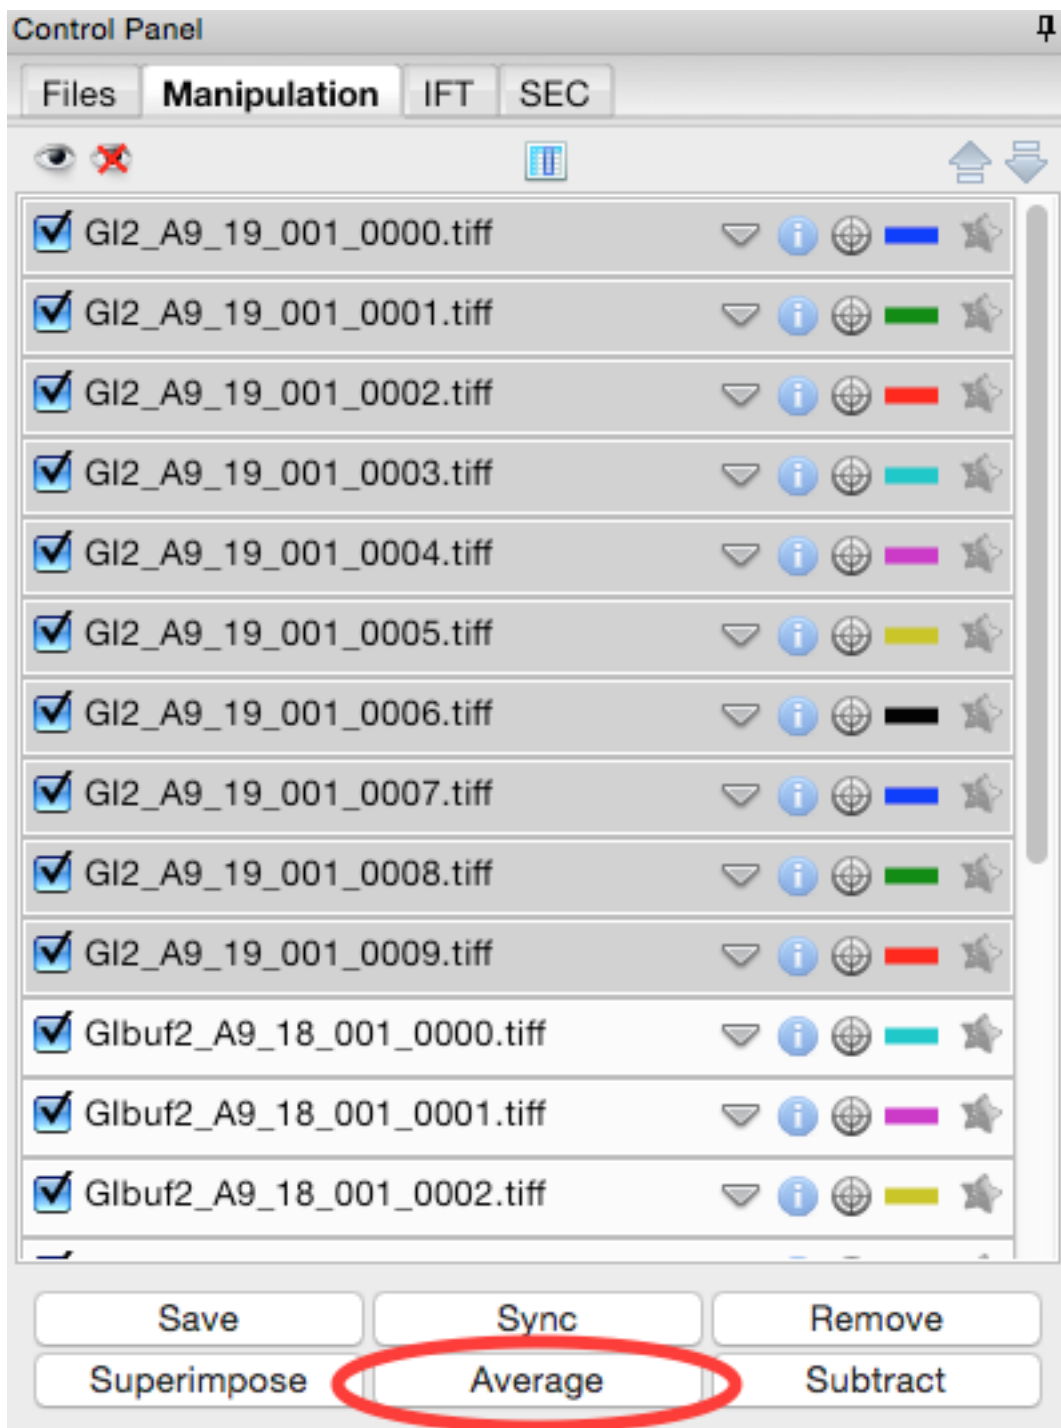 Control Panel
Files Manipulation IFT SEC
GI2_A9_19_001_0000.tiff
GI2_A9_19_001_0001.tiff
GI2_A9_19_001_0002.tiff
GI2_A9_19_001_0003.tiff
GI2_A9_19_001_0004.tiff
GI2_A9_19_001_0005.tiff
GI2_A9_19_001_0006.tiff
GI2_A9_19_001_0007.tiff
GI2_A9_19_001_0008.tiff
GI2_A9_19_001_0009.tiff
GIbuf2_A9_18_001_0000.tiff
GIbuf2_A9_18_001_0001.tiff
GIbuf2_A9_18_001_0002.tiff
Save Sync Remove
Superimpose Average Subtract